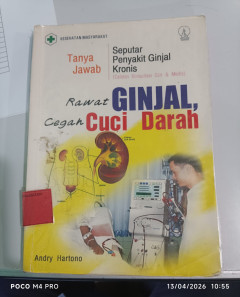 KESEHATAN MASYARAKAT
Tanya
Jawab
Seputar
Penyakit Ginjal
Kronis
Rawat GINJAL,
Cegah Cuci Darah
Andry Hartono
POCO M4 PRO
13/04/2026 10:55